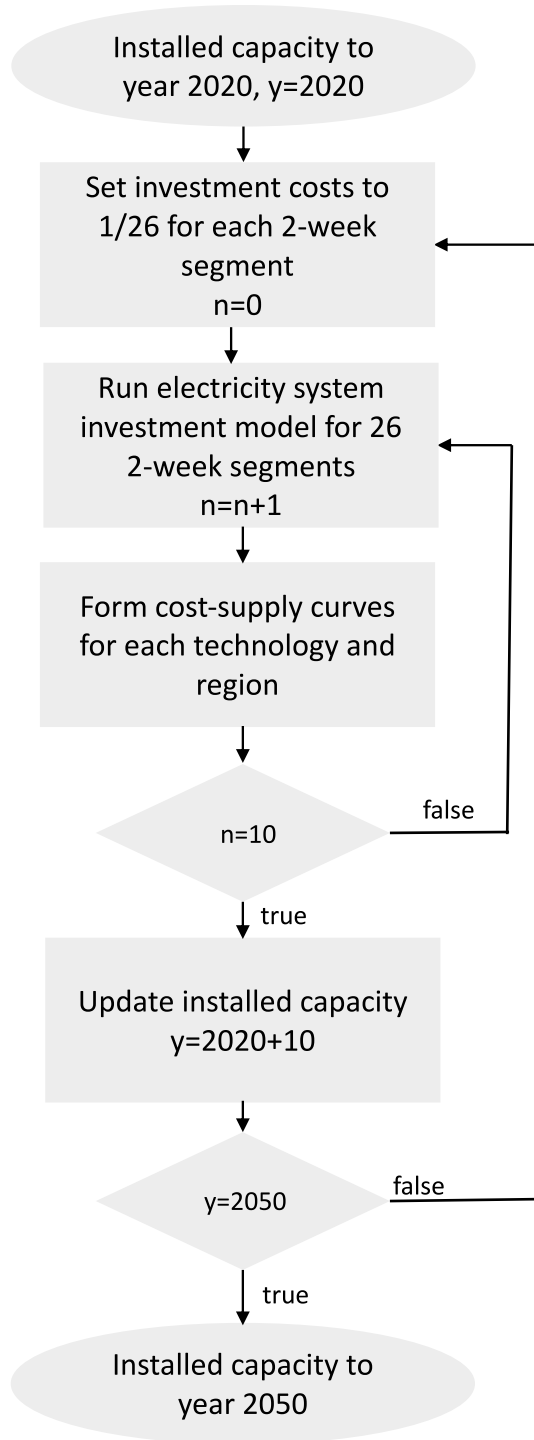 Installed capacity to
year 2020, y=2020
Set investment costs to
1/26 for each 2-week
segment
n=0
Run electricity system
investment model for 26
2-week segments
n=n+1
Form cost-supply curves
for each technology and
region
n=10
false
true
Update installed capacity
y=2020+10
y=2050
false
true
Installed capacity to
year 2050